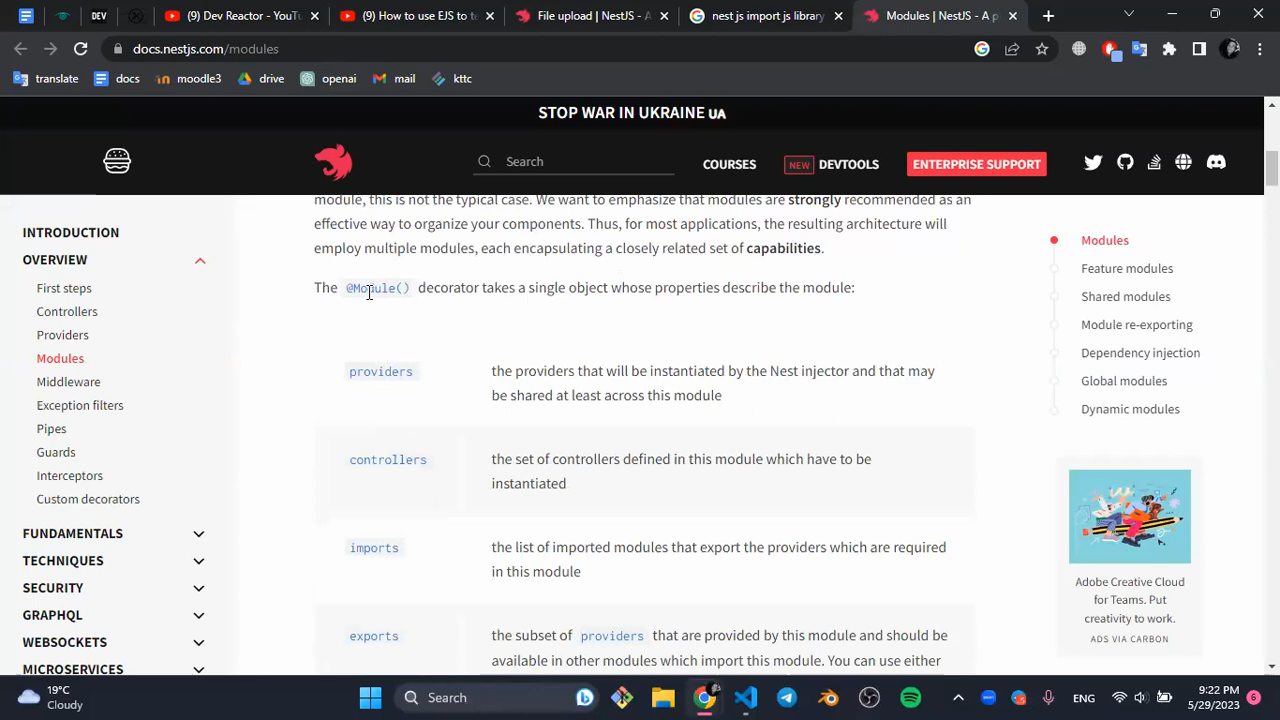 (9) Dev Reactor - YouT
(9) How to use EJS te
File upload | NestJS - A
nest js import js library
Modules | NestJS - A p
docs.nestjs.com/modules
translate
docs
moodle3
drive
openai
mail
kttc
STOP WAR IN UKRAINE UA
Search
COURSES
NEW DEVTOOLS
ENTERPRISE SUPPORT
INTRODUCTION
OVERVIEW
First steps
Controllers
Providers
Modules
Middleware
Exception filters
Pipes
Guards
Interceptors
Custom decorators
FUNDAMENTALS
TECHNIQUES
SECURITY
GRAPHQL
WEBSOCKETS
MICROSERVICES
module, this is not the typical case. We want to emphasize that modules are strongly recommended as an
effective way to organize your components. Thus, for most applications, the resulting architecture will
employ multiple modules, each encapsulating a closely related set of capabilities.
The @Module() decorator takes a single object whose properties describe the module:
providers
the providers that will be instantiated by the Nest injector and that may
be shared at least across this module
controllers
the set of controllers defined in this module which have to be
instantiated
imports
the list of imported modules that export the providers which are required
in this module
exports
the subset of providers that are provided by this module and should be
available in other modules which import this module. You can use either
Modules
Feature modules
Shared modules
Module re-exporting
Dependency injection
Global modules
Dynamic modules
Adobe Creative Cloud
for Teams. Put
creativity to work.
ADS VIA CARBON
19°C
Cloudy
Search
ENG
9:22 PM
5/29/2023
6